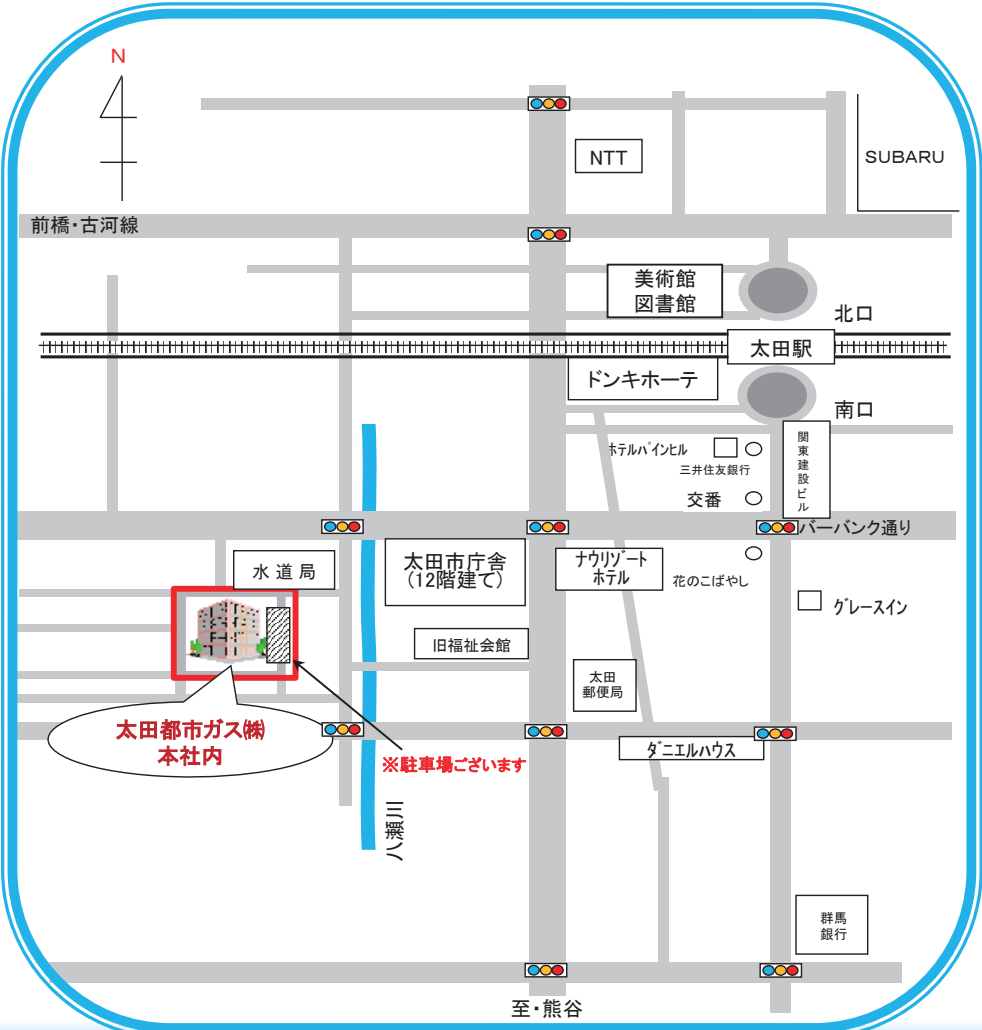 N
NTT
SUBARU
前橋・古河線
美術館
図書館
北口
太田駅
ドンキホーテ
南口
ホテルパインヒル
三井住友銀行
関東建設ビル
交番
バーバンク通り
水道局
太田市庁舎
(12階建て)
ナウリゾート
ホテル
花のこばやし
グレースイン
旧福祉会館
太田
郵便局
太田都市ガス㈱
本社内
※駐車場ございます
ダニエルハウス
八瀬川
群馬
銀行
至・熊谷